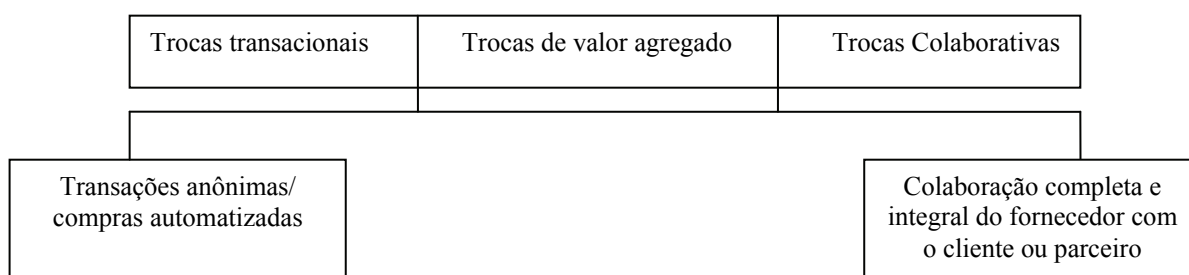 Trocas transacionais
Trocas de valor agregado
Trocas Colaborativas
Transações anônimas/
compras automatizadas
Colaboração completa e
integral do fornecedor com
o cliente ou parceiro